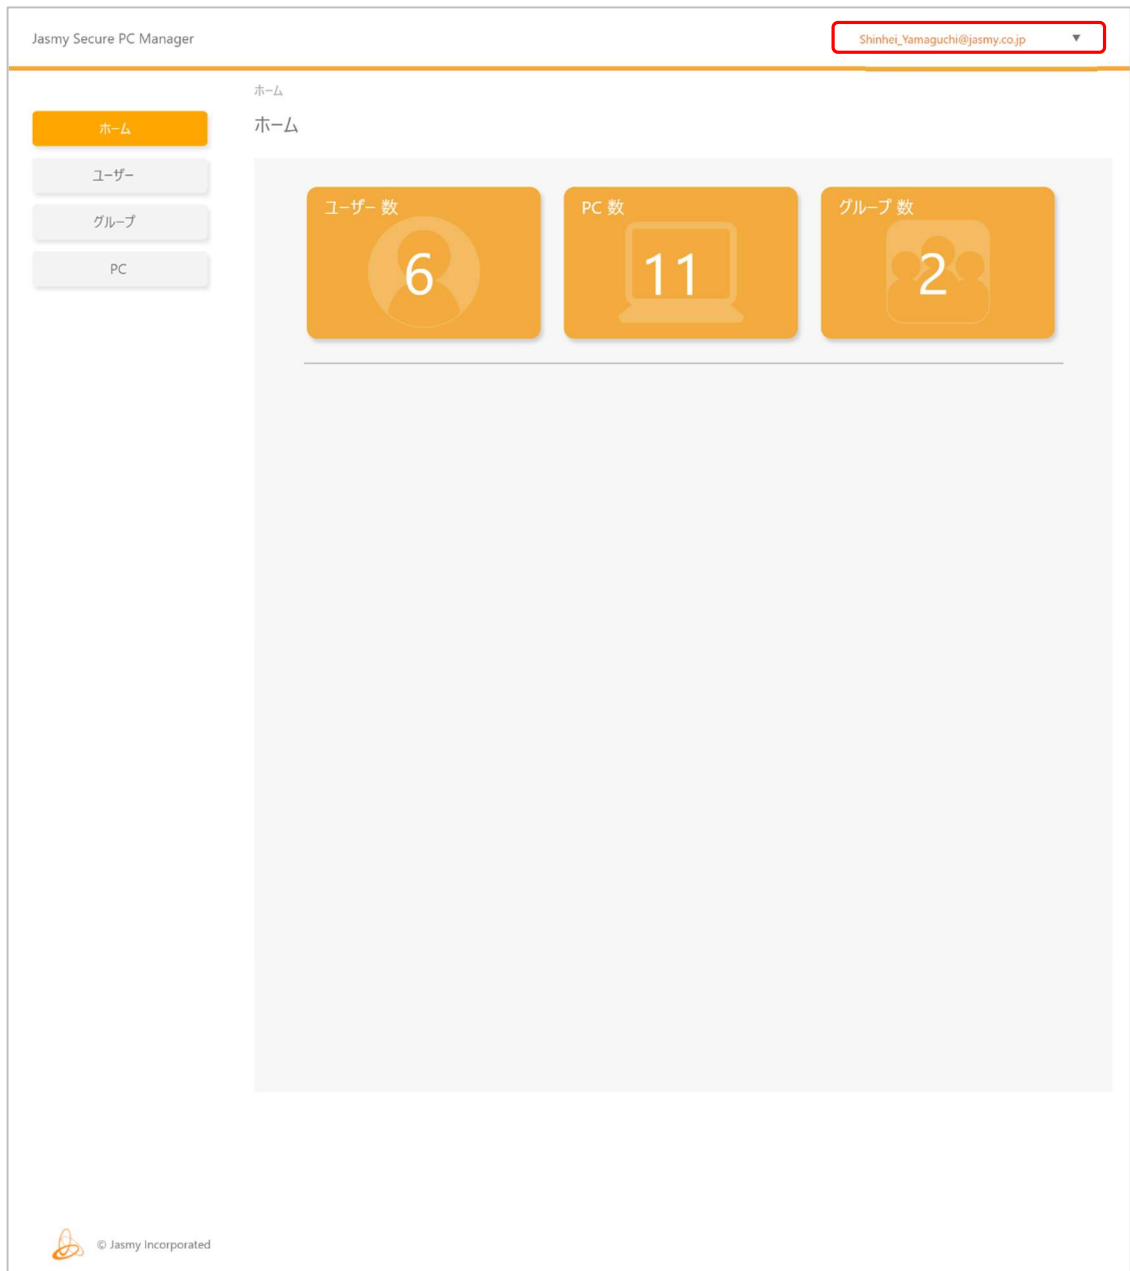 Jasmy Secure PC Manager
Shinhei_Yamaguchi@jasmy.co.jp ▼
ホーム
ホーム
ホーム
ユーザー
グループ
PC
ユーザー 数
6
PC 数
11
グループ 数
2
© Jasmy Incorporated